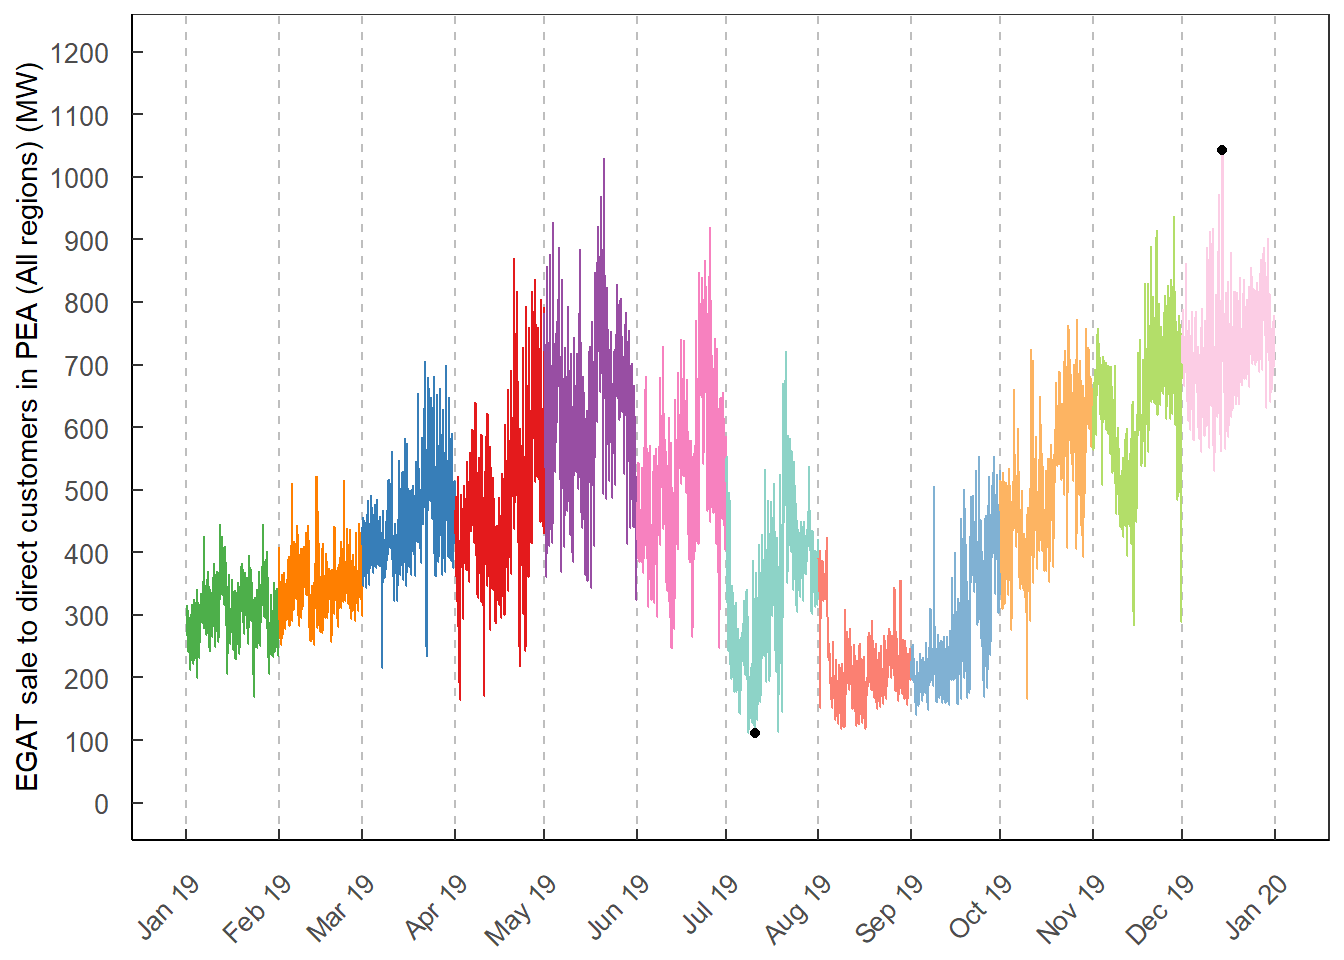 EGAT sale to direct customers in PEA (All regions) (MW)
1200
1100
1000
900
800
700
600
500
400
300
200
100
0
Jan 19
Feb 19
Mar 19
Apr 19
May 19
Jun 19
Jul 19
Aug 19
Sep 19
Oct 19
Nov 19
Dec 19
Jan 20